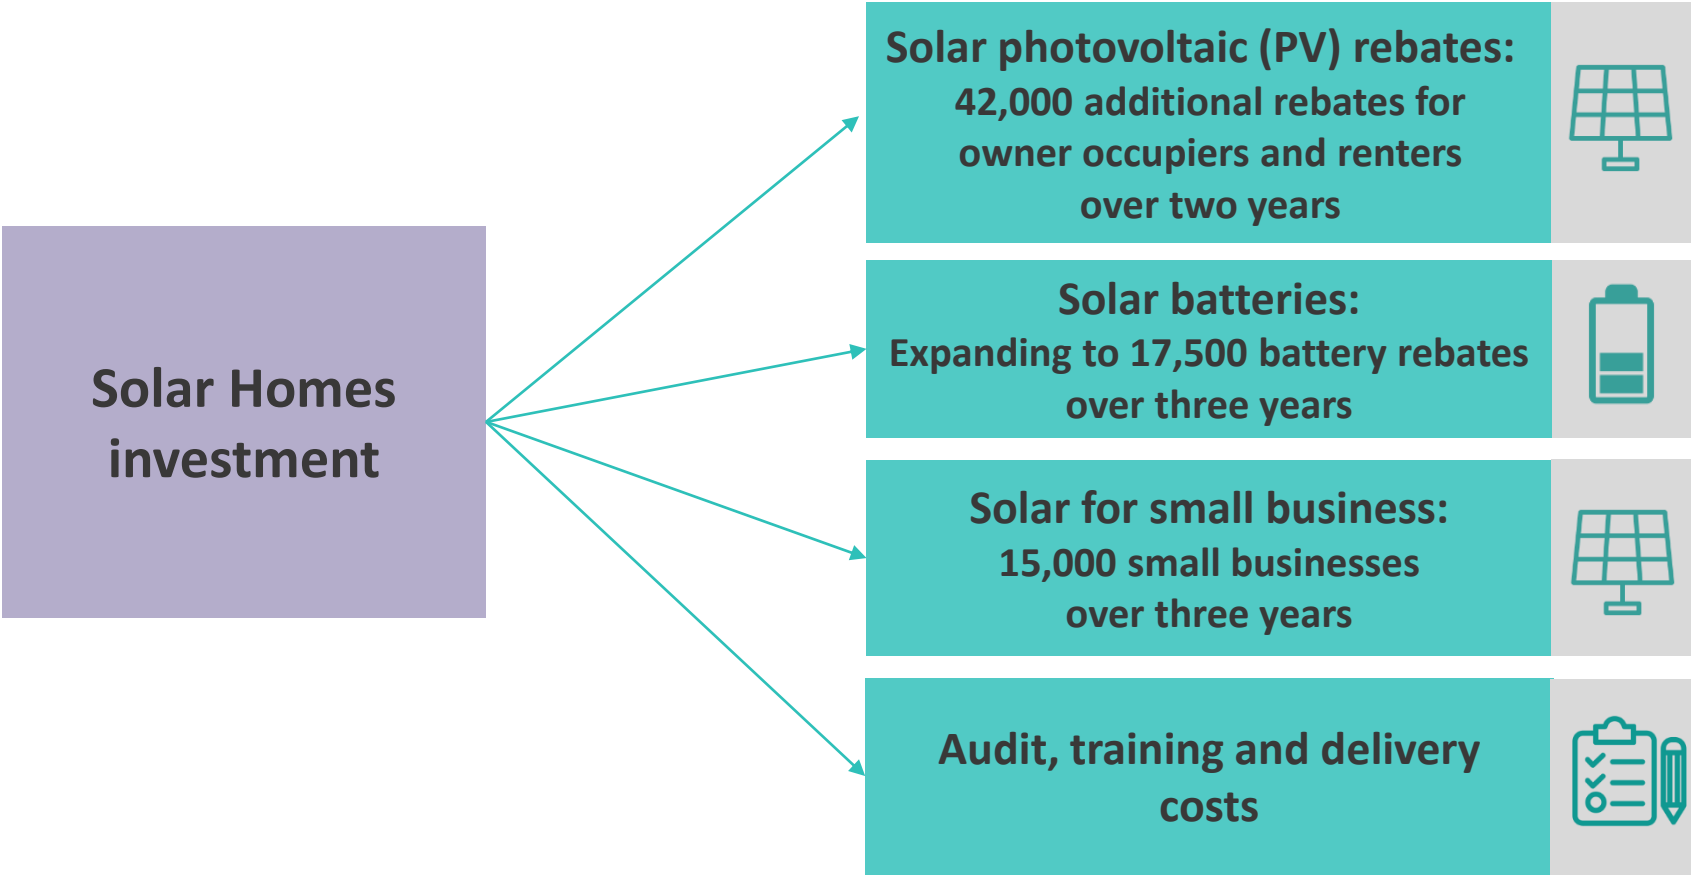 Solar Homes
investment
Solar photovoltaic (PV) rebates:
42,000 additional rebates for
owner occupiers and renters
over two years
Solar batteries:
Expanding to 17,500 battery rebates
over three years
Solar for small business:
15,000 small businesses
over three years
Audit, training and delivery
costs